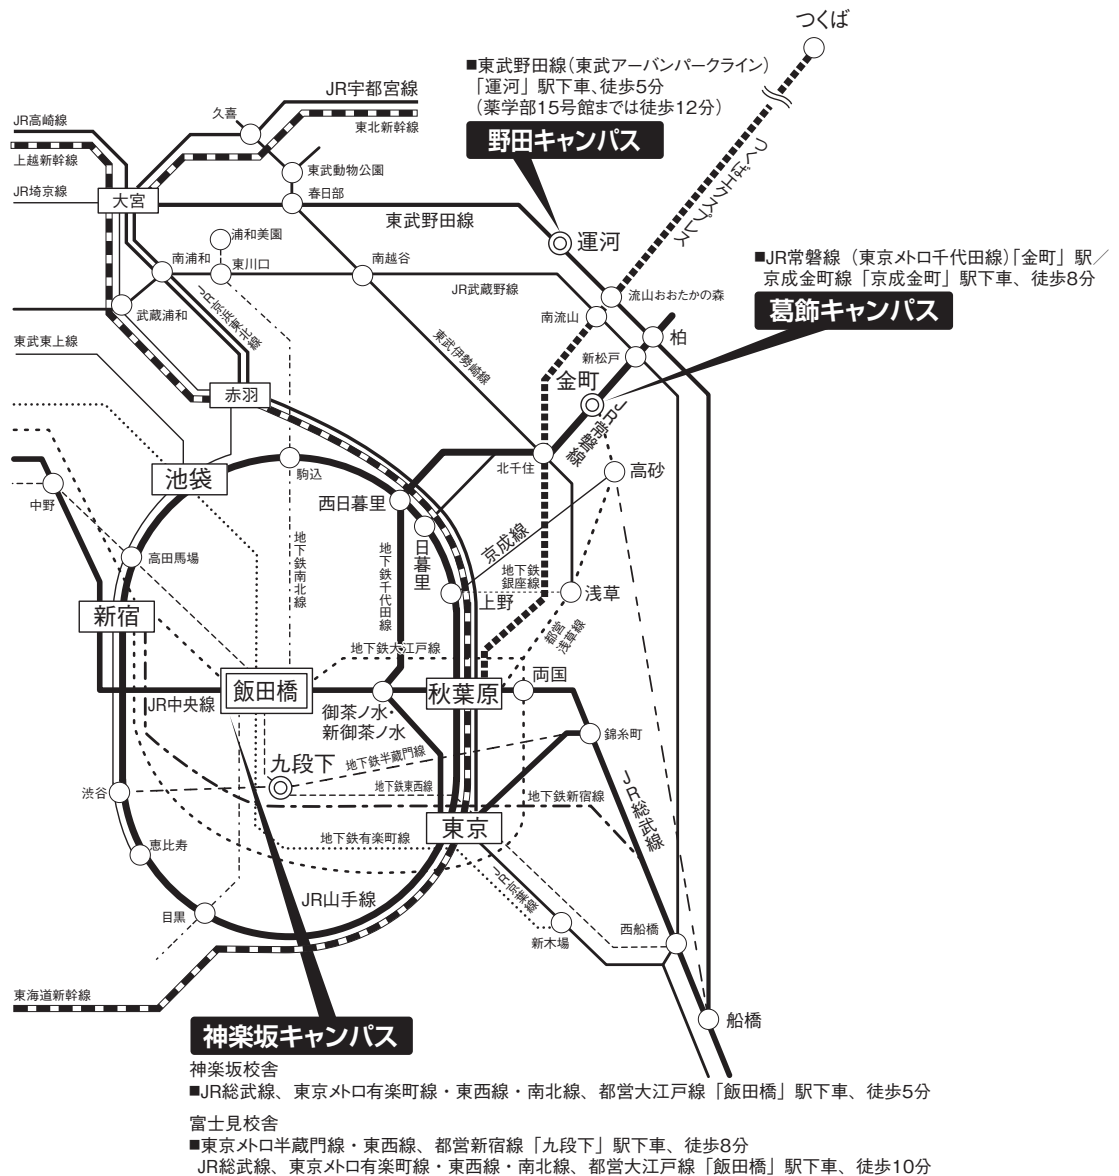 つくば
■東武野田線（東武アーバンパークライン）
「運河」駅下車、徒歩5分
（薬学部15号館までは徒歩12分）
野田キャンパス
JR宇都宮線
久喜
東北新幹線
JR高崎線
上越新幹線
東武動物公園
つくばエクスプレス
JR埼京線
大宮
春日部
東武野田線
浦和美園
運河
南浦和
東川口
南越谷
■JR常磐線（東京メトロ千代田線）「金町」駅／
京成金町線「京成金町」駅下車、徒歩8分
葛飾キャンパス
JR武蔵野線
流山おおたかの森
武蔵浦和
JR京浜東北線
南流山
東武東上線
東武伊勢崎線
柏
新松戸
金町
赤羽
JR常磐線
池袋
駒込
北千住
高砂
中野
西日暮里
日暮里
京成線
高田馬場
地下鉄南北線
地下鉄千代田線
地下鉄
銀座線
新宿
上野
浅草
都営
浅草線
地下鉄大江戸線
飯田橋
秋葉原
両国
JR中央線
御茶ノ水・
新御茶ノ水
錦糸町
九段下
地下鉄半蔵門線
地下鉄東西線
渋谷
地下鉄新宿線
JR総武線
東京
地下鉄有楽町線
恵比寿
JR京葉線
JR山手線
目黒
新木場
西船橋
東海道新幹線
船橋
神楽坂キャンパス
神楽坂校舎
■JR総武線、東京メトロ有楽町線・東西線・南北線、都営大江戸線「飯田橋」駅下車、徒歩5分
富士見校舎
■東京メトロ半蔵門線・東西線、都営新宿線「九段下」駅下車、徒歩8分
JR総武線、東京メトロ有楽町線・東西線・南北線、都営大江戸線「飯田橋」駅下車、徒歩10分